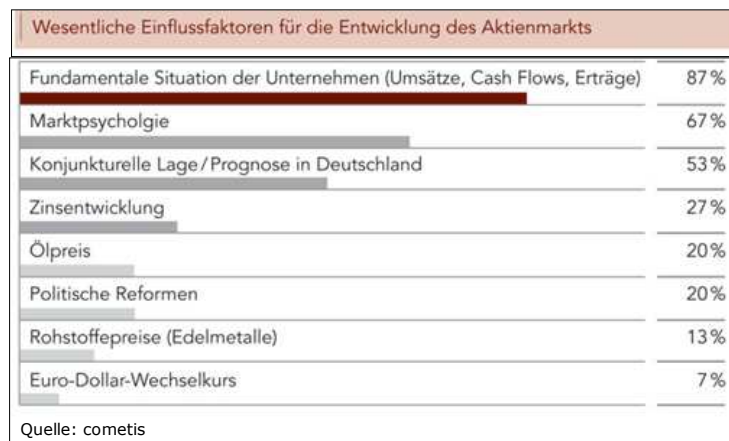 Wesentliche Einflussfaktoren für die Entwicklung des Aktienmarkts
Fundamentale Situation der Unternehmen (Umsätze, Cash Flows, Erträge) 87 %
Marktpsycholgie 67 %
Konjunkturelle Lage / Prognose in Deutschland 53 %
Zinsentwicklung 27 %
Ölpreis 20 %
Politische Reformen 20 %
Rohstoffepreise (Edelmetalle) 13 %
Euro-Dollar-Wechselkurs 7 %
Quelle: cometis